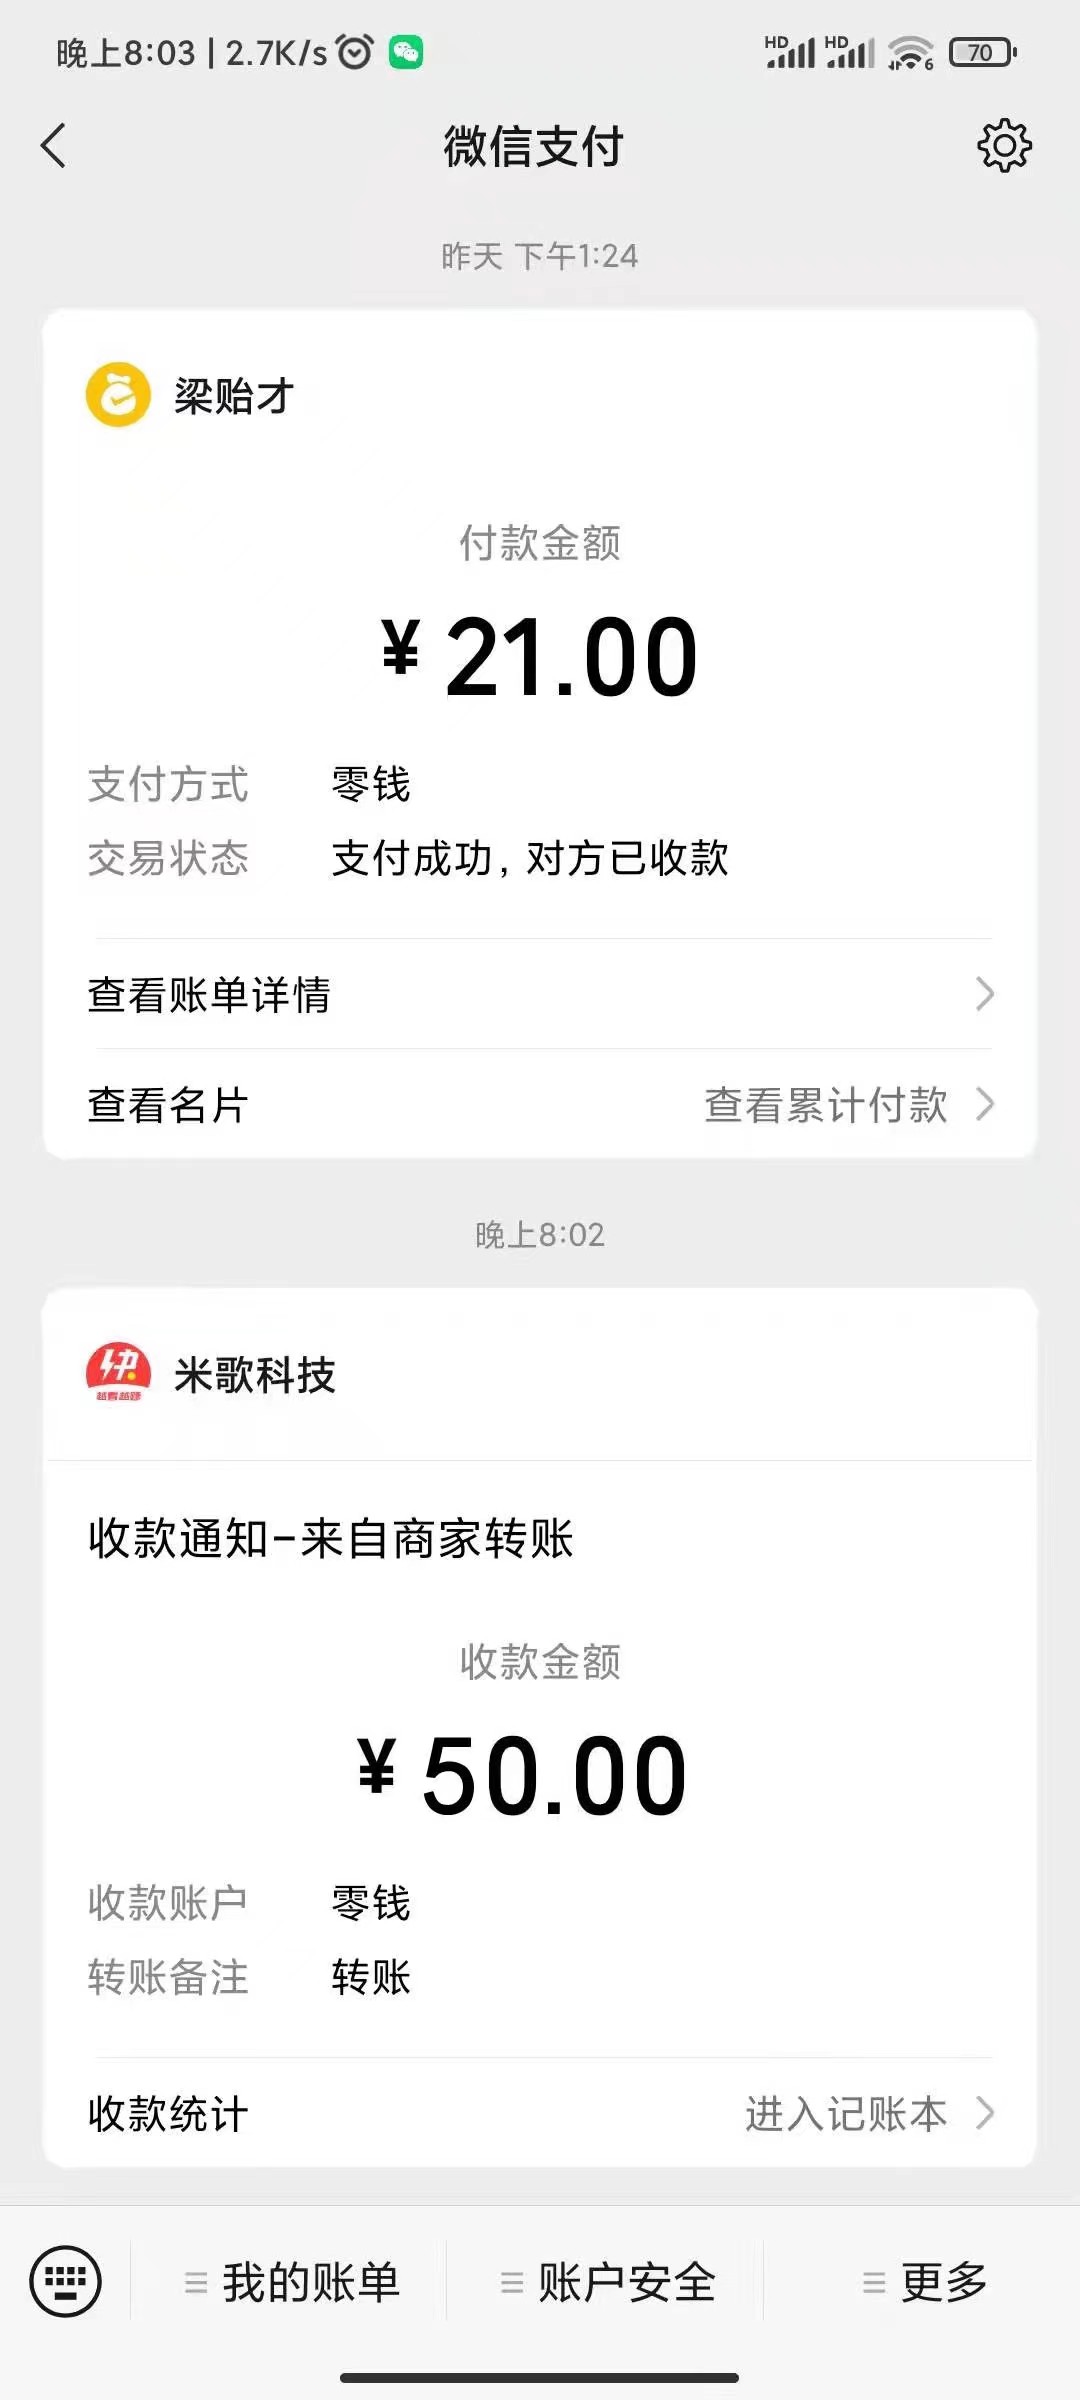 晚上8:03 | 2.7K/s
HD HD 6 70
微信支付
昨天 下午1:24
梁贻才
付款金额
¥21.00
支付方式 零钱
交易状态 支付成功, 对方已收款
查看账单详情
查看名片 查看累计付款
晚上8:02
快
越看越赚
米歌科技
收款通知-来自商家转账
收款金额
¥50.00
收款账户 零钱
转账备注 转账
收款统计 进入记账本
我的账单 账户安全 更多